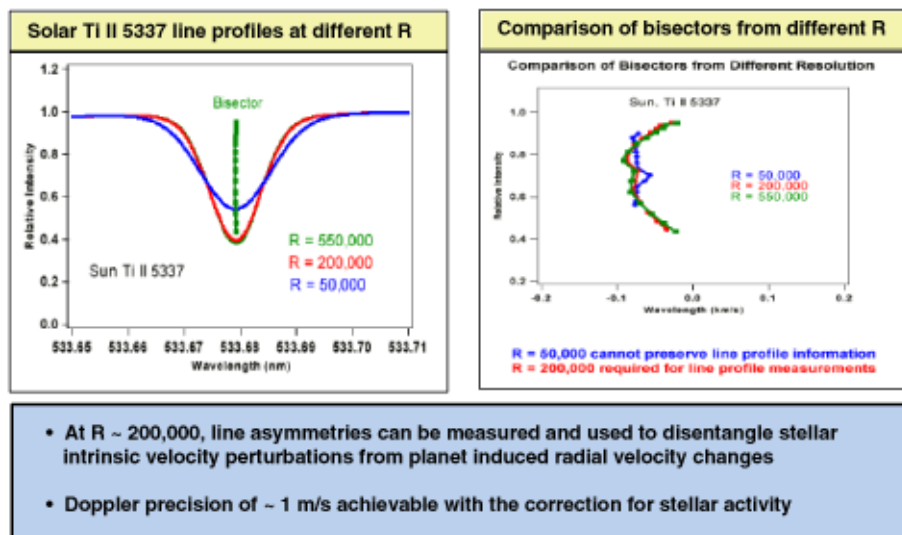 Solar Ti II 5337 line profiles at different R
1.2
1.0
0.8
0.6
0.4
0.2
0.0
Relative Intensity
Bisector
R = 550,000
R = 200,000
R = 50,000
Sun Ti II 5337
533.65 533.66 533.67 533.68 533.69 533.70 533.71
Wavelength (nm)
Comparison of bisectors from different R
Comparison of Bisectors from Different Resolution
Sun, Ti II 5337
1.0
0.8
0.6
0.4
0.2
Relative Intensity
R = 50,000
R = 200,000
R = 550,000
-0.2 -0.1 0.0 0.1 0.2
Wavelength (km/s)
R = 50,000 cannot preserve line profile information
R = 200,000 required for line profile measurements
• At R ~ 200,000, line asymmetries can be measured and used to disentangle stellar
intrinsic velocity perturbations from planet induced radial velocity changes
• Doppler precision of ~ 1 m/s achievable with the correction for stellar activity